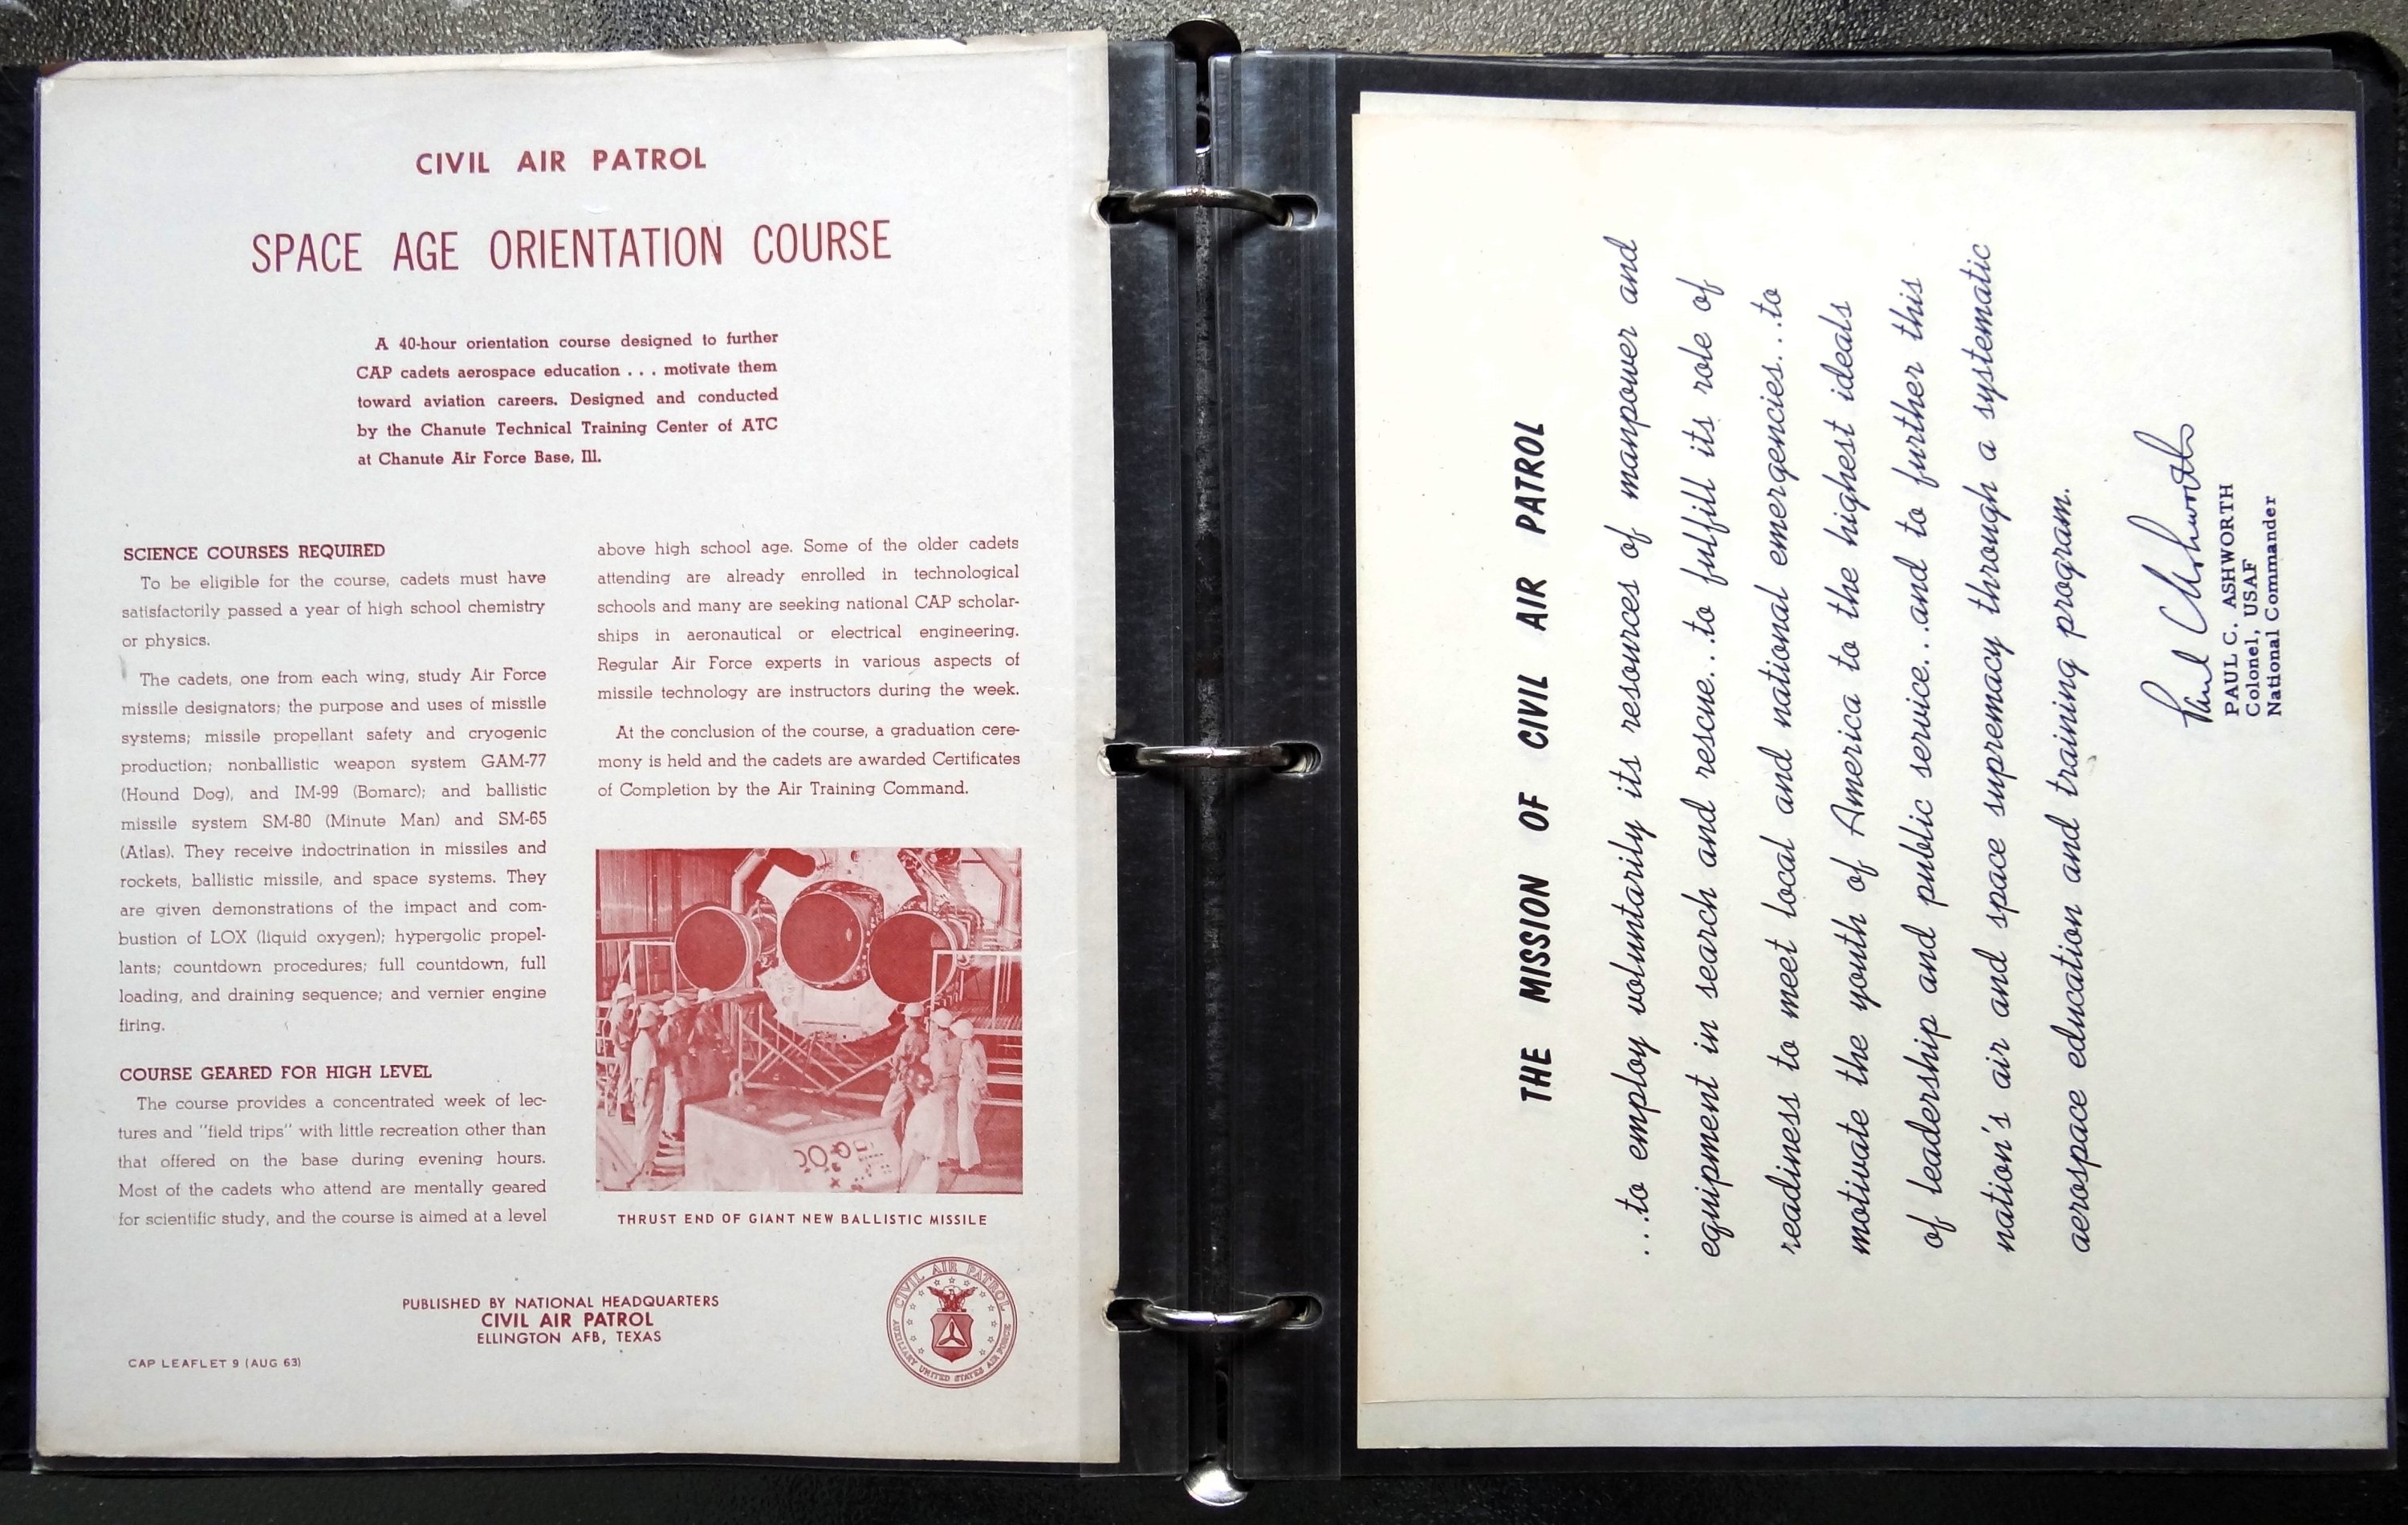 CIVIL AIR PATROL
SPACE AGE ORIENTATION COURSE
A 40-hour orientation course designed to further
CAP cadets aerospace education . . . motivate them
toward aviation careers. Designed and conducted
by the Chanute Technical Training Center of ATC
at Chanute Air Force Base, Ill.
SCIENCE COURSES REQUIRED
To be eligible for the course, cadets must have
satisfactorily passed a year of high school chemistry
or physics.
The cadets, one from each wing, study Air Force
missile designators; the purpose and uses of missile
systems; missile propellant safety and cryogenic
production; nonballistic weapon system GAM-77
(Hound Dog), and IM-99 (Bomarc); and ballistic
missile system SM-80 (Minute Man) and SM-65
(Atlas). They receive indoctrination in missiles and
rockets, ballistic missile, and space systems. They
are given demonstrations of the impact and com-
bustion of LOX (liquid oxygen); hypergolic propel-
lants; countdown procedures; full countdown, full
loading, and draining sequence; and vernier engine
firing.
COURSE GEARED FOR HIGH LEVEL
The course provides a concentrated week of lec-
tures and "field trips" with little recreation other than
that offered on the base during evening hours.
Most of the cadets who attend are mentally geared
for scientific study, and the course is aimed at a level
above high school age. Some of the older cadets
attending are already enrolled in technological
schools and many are seeking national CAP scholar-
ships in aeronautical or electrical engineering.
Regular Air Force experts in various aspects of
missile technology are instructors during the week.
At the conclusion of the course, a graduation cere-
mony is held and the cadets are awarded Certificates
of Completion by the Air Training Command.
THRUST END OF GIANT NEW BALLISTIC MISSILE
PUBLISHED BY NATIONAL HEADQUARTERS
CIVIL AIR PATROL
ELLINGTON AFB, TEXAS
CAP LEAFLET 9 (AUG 63)
CIVIL AIR PATROL
AUXILIARY UNITED STATES AIR FORCE
THE MISSION OF CIVIL AIR PATROL
...to employ voluntarily its resources of manpower and
equipment in search and rescue...to fulfill its role of
readiness to meet local and national emergencies...to
motivate the youth of America to the highest ideals
of leadership and public service...and to further this
nation's air and space supremacy through a systematic
aerospace education and training program.
Paul C Ashworth
PAUL C. ASHWORTH
Colonel, USAF
National Commander